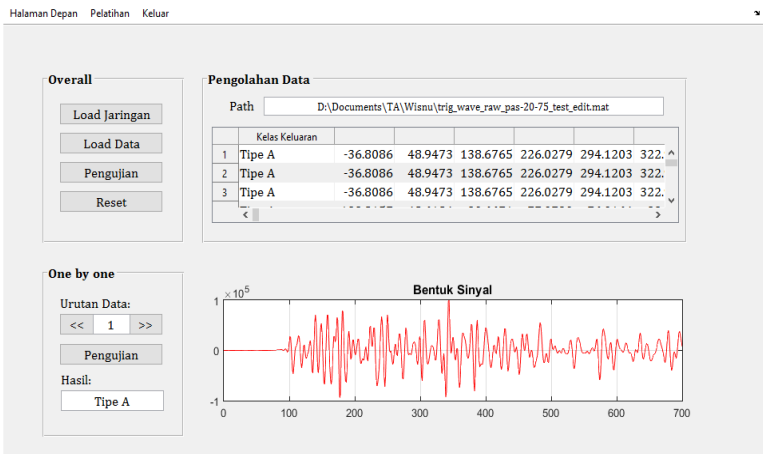 Halaman Depan Pelatihan Keluar
Overall
Load Jaringan
Load Data
Pengujian
Reset
Pengolahan Data
Path D:\Documents\TA\Wisnu\trig_wave_raw_pas-20-75_test_edit.mat
Kelas Keluaran
1 Tipe A -36.8086 48.9473 138.6765 226.0279 294.1203 322.
2 Tipe A -36.8086 48.9473 138.6765 226.0279 294.1203 322.
3 Tipe A -36.8086 48.9473 138.6765 226.0279 294.1203 322.
One by one
Urutan Data:
<< 1 >>
Pengujian
Hasil:
Tipe A
Bentuk Sinyal
× 10⁵
1
0
-1
0 100 200 300 400 500 600 700